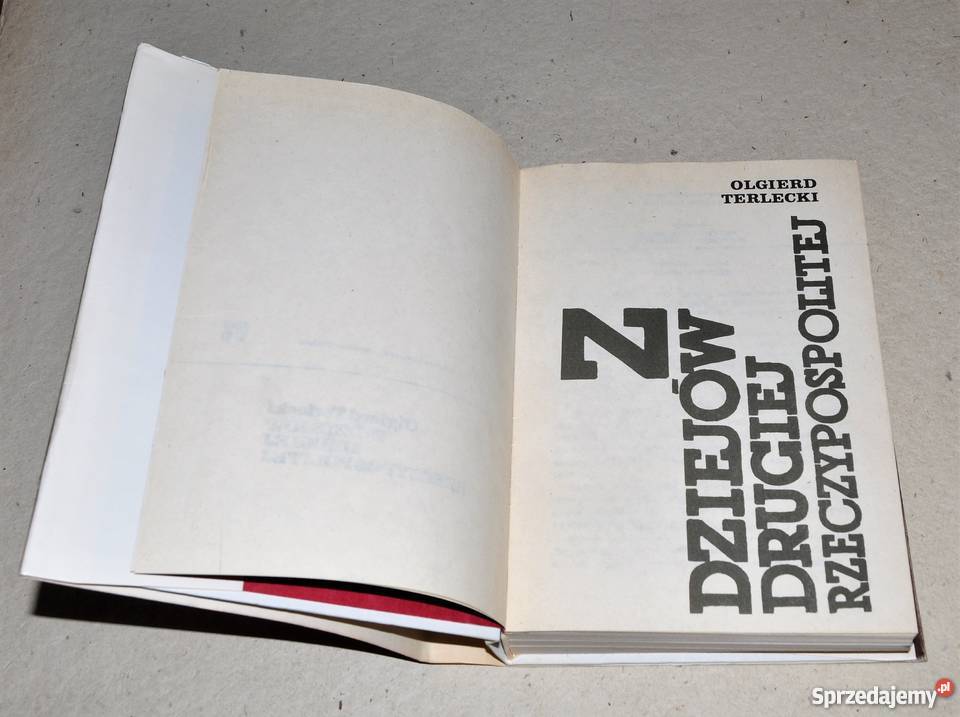 OLGIERD
TERLECKI
Z
DZIEJÓW
DRUGIEJ
RZECZYPOSPOLITEJ
Sprzedajemy.pl